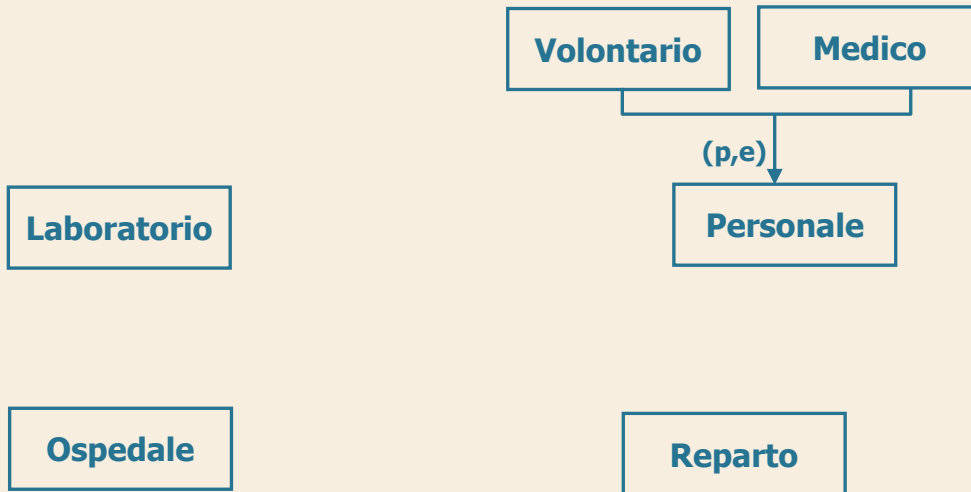 Volontario
Medico
(p,e)
Laboratorio
Personale
Ospedale
Reparto